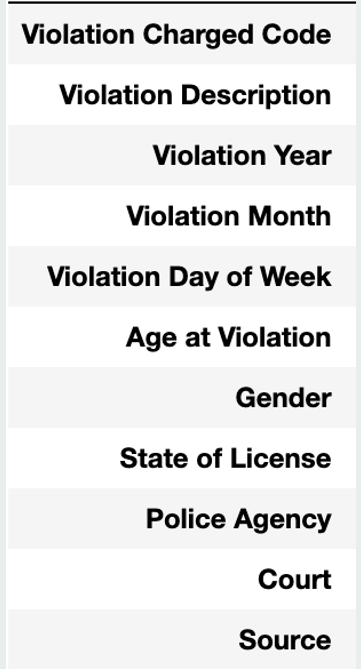 Violation Charged Code
Violation Description
Violation Year
Violation Month
Violation Day of Week
Age at Violation
Gender
State of License
Police Agency
Court
Source